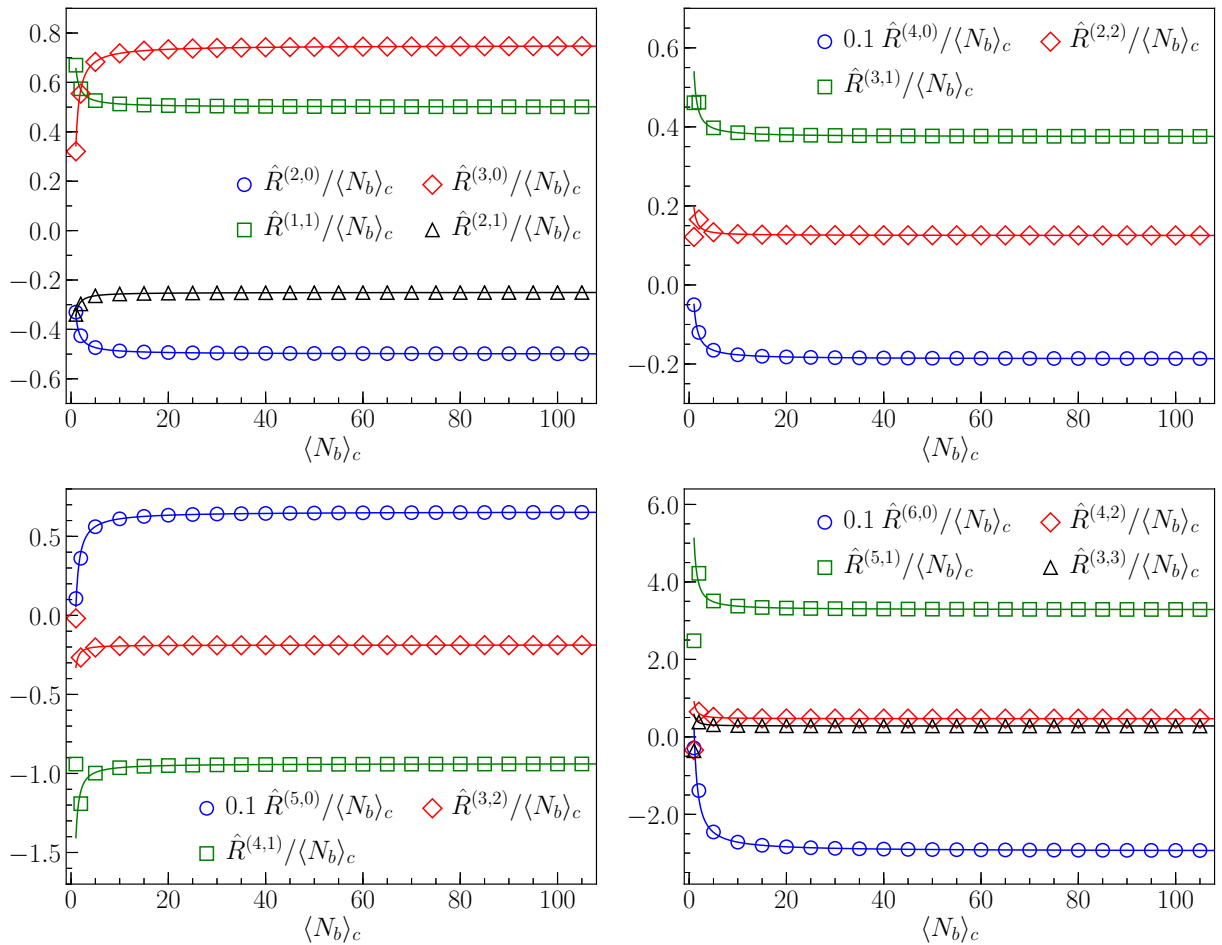 0.8
0.6
0.4
0.2
0.0
−0.2
−0.4
−0.6
R̂^(2,0)/⟨N_b⟩_c R̂^(3,0)/⟨N_b⟩_c
R̂^(1,1)/⟨N_b⟩_c R̂^(2,1)/⟨N_b⟩_c
0 20 40 60 80 100
⟨N_b⟩_c
0.6
0.4
0.2
0.0
−0.2
0.1 R̂^(4,0)/⟨N_b⟩_c R̂^(2,2)/⟨N_b⟩_c
R̂^(3,1)/⟨N_b⟩_c
0 20 40 60 80 100
⟨N_b⟩_c
0.5
0.0
−0.5
−1.0
−1.5
0.1 R̂^(5,0)/⟨N_b⟩_c R̂^(3,2)/⟨N_b⟩_c
R̂^(4,1)/⟨N_b⟩_c
0 20 40 60 80 100
⟨N_b⟩_c
6.0
4.0
2.0
0.0
−2.0
0.1 R̂^(6,0)/⟨N_b⟩_c R̂^(4,2)/⟨N_b⟩_c
R̂^(5,1)/⟨N_b⟩_c R̂^(3,3)/⟨N_b⟩_c
0 20 40 60 80 100
⟨N_b⟩_c